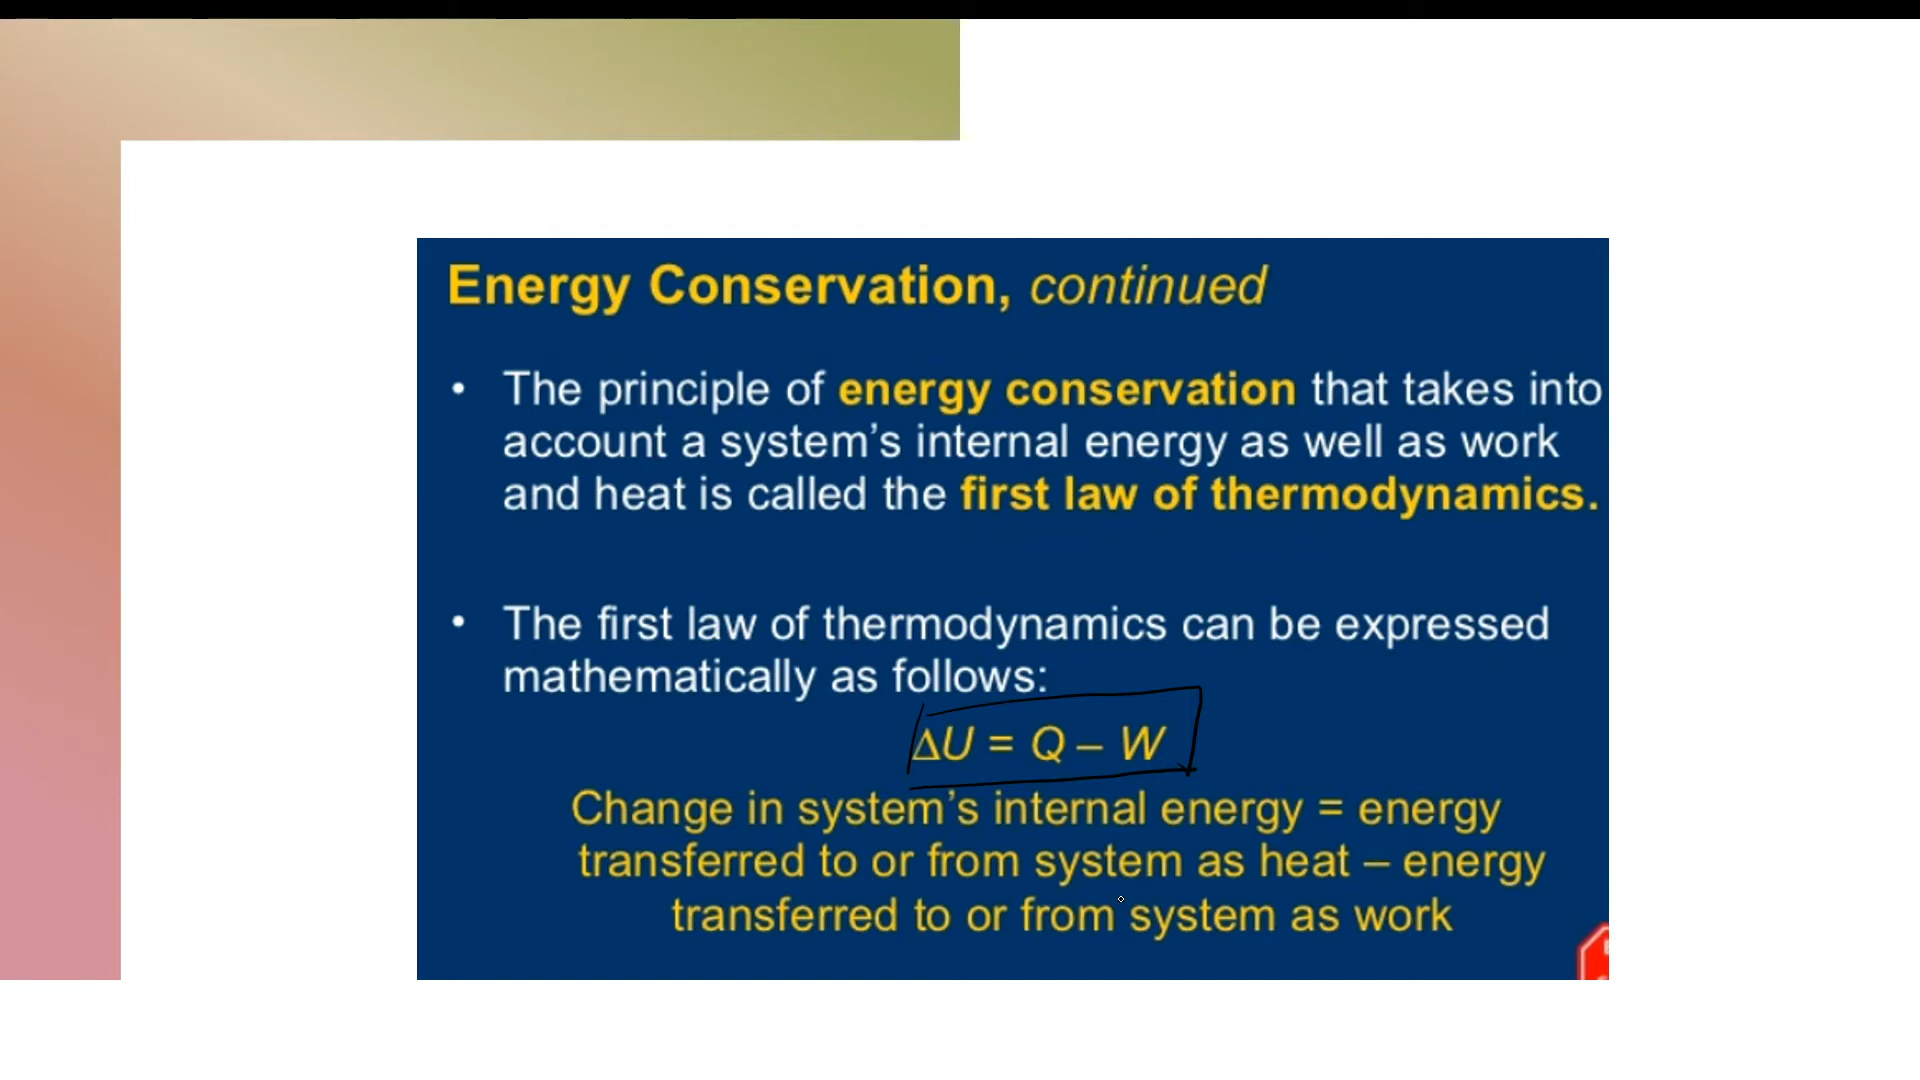 Energy Conservation, continued
• The principle of energy conservation that takes into
account a system’s internal energy as well as work
and heat is called the first law of thermodynamics.
• The first law of thermodynamics can be expressed
mathematically as follows:
ΔU = Q – W
Change in system’s internal energy = energy
transferred to or from system as heat – energy
transferred to or from system as work